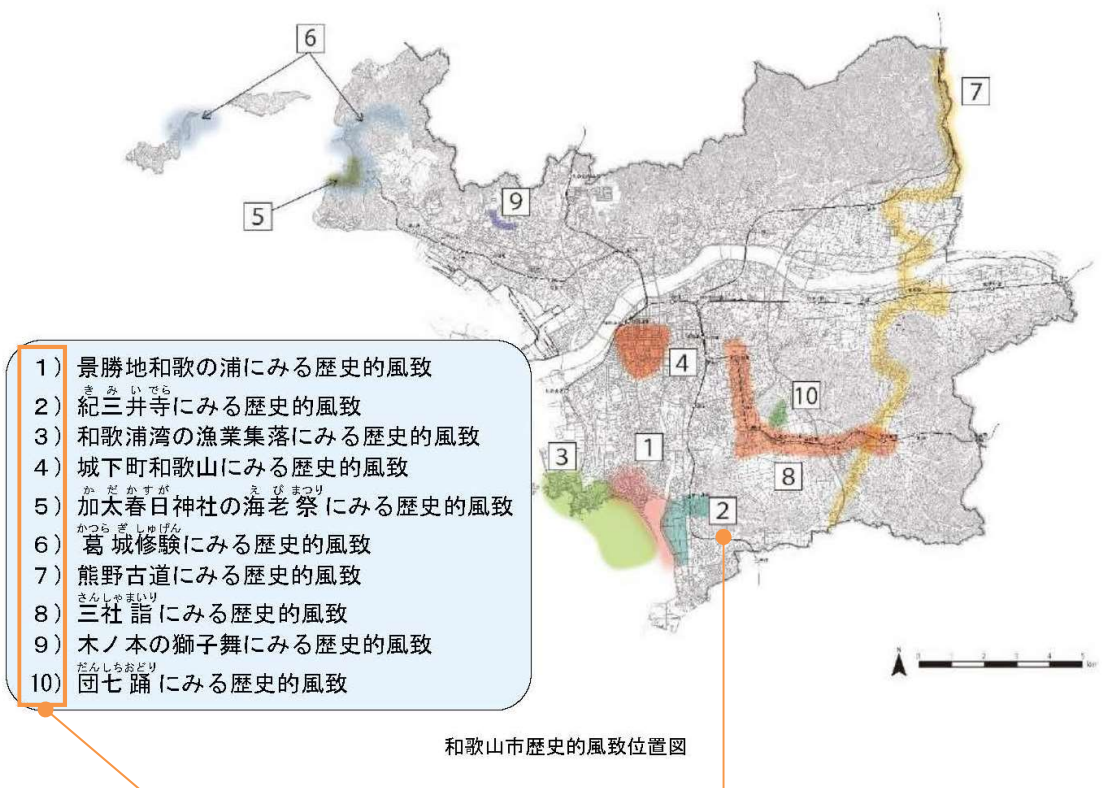 6
7
5
9
4
10
1
3
8
2
1) 景勝地和歌の浦にみる歴史的風致
きみいでら
2) 紀三井寺にみる歴史的風致
3) 和歌浦湾の漁業集落にみる歴史的風致
4) 城下町和歌山にみる歴史的風致
かだかすが えびまつり
5) 加太春日神社の海老祭にみる歴史的風致
かつらぎしゅげん
6) 葛城修験にみる歴史的風致
7) 熊野古道にみる歴史的風致
さんしゃまいり
8) 三社詣にみる歴史的風致
9) 木ノ本の獅子舞にみる歴史的風致
だんしちおどり
10) 団七踊にみる歴史的風致
N 0 1 2 3 4 5
km
和歌山市歴史的風致位置図